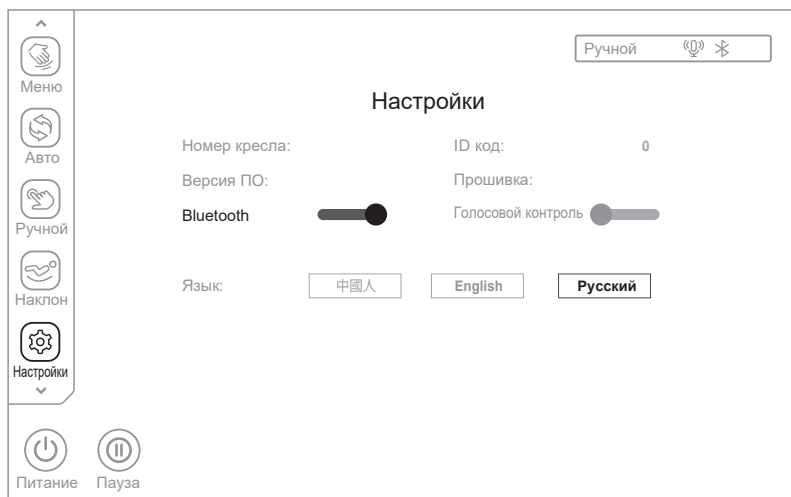 Ручной
Меню
Настройки
Номер кресла:
ID код: 0
Авто
Версия ПО:
Прошивка:
Bluetooth
Голосовой контроль
Ручной
Язык:
中國人
English
Русский
Наклон
Настройки
Питание
Пауза